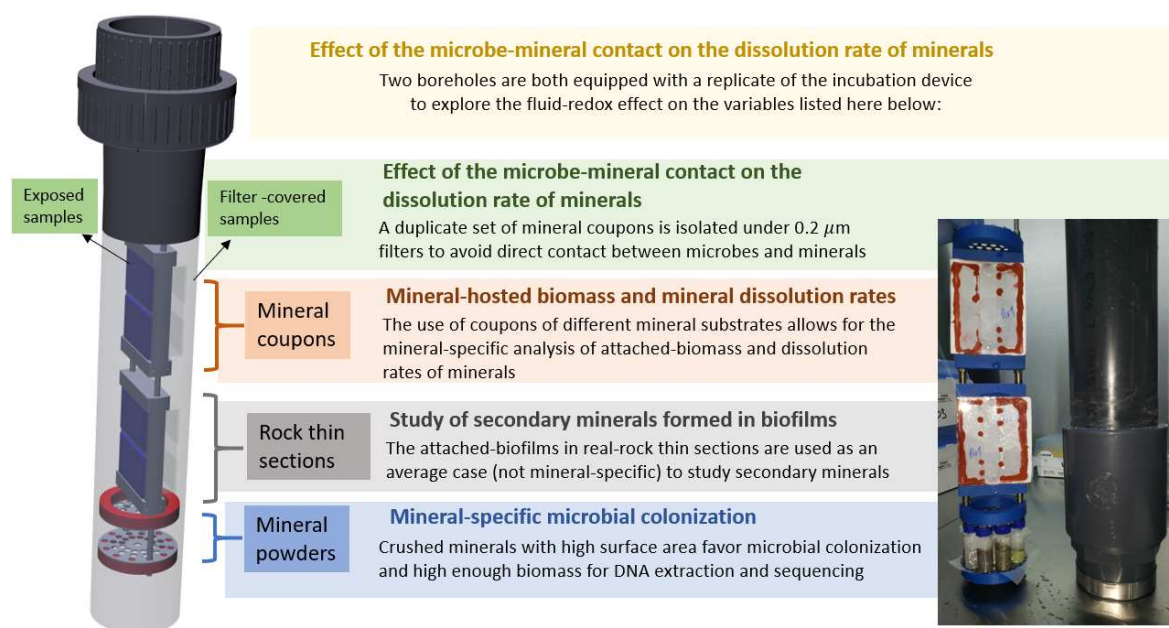 Effect of the microbe-mineral contact on the dissolution rate of minerals
Two boreholes are both equipped with a replicate of the incubation device
to explore the fluid-redox effect on the variables listed here below:
Exposed
samples
Filter -covered
samples
Effect of the microbe-mineral contact on the
dissolution rate of minerals
A duplicate set of mineral coupons is isolated under 0.2 𝜇m
filters to avoid direct contact between microbes and minerals
Mineral
coupons
Mineral-hosted biomass and mineral dissolution rates
The use of coupons of different mineral substrates allows for the
mineral-specific analysis of attached-biomass and dissolution
rates of minerals
Rock thin
sections
Study of secondary minerals formed in biofilms
The attached-biofilms in real-rock thin sections are used as an
average case (not mineral-specific) to study secondary minerals
Mineral
powders
Mineral-specific microbial colonization
Crushed minerals with high surface area favor microbial colonization
and high enough biomass for DNA extraction and sequencing